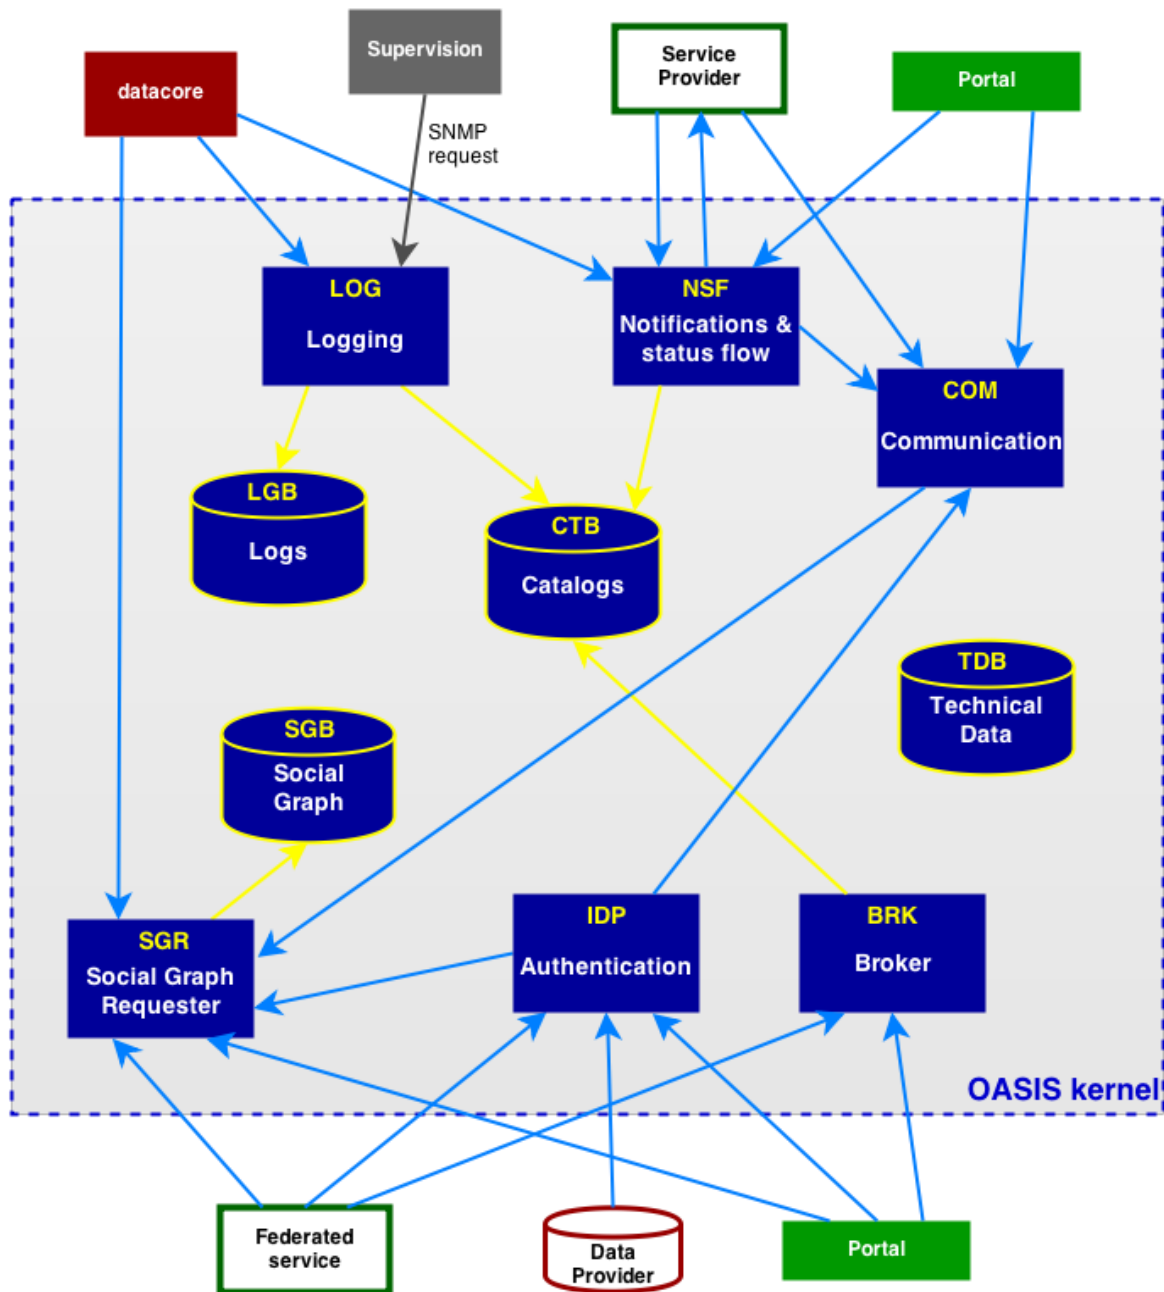 Supervision
Service
Provider
Portal
datacore
SNMP
request
LOG
Logging
NSF
Notifications &
status flow
COM
Communication
LGB
Logs
CTB
Catalogs
TDB
Technical
Data
SGB
Social
Graph
SGR
Social Graph
Requester
IDP
Authentication
BRK
Broker
OASIS kernel
Federated
service
Data
Provider
Portal